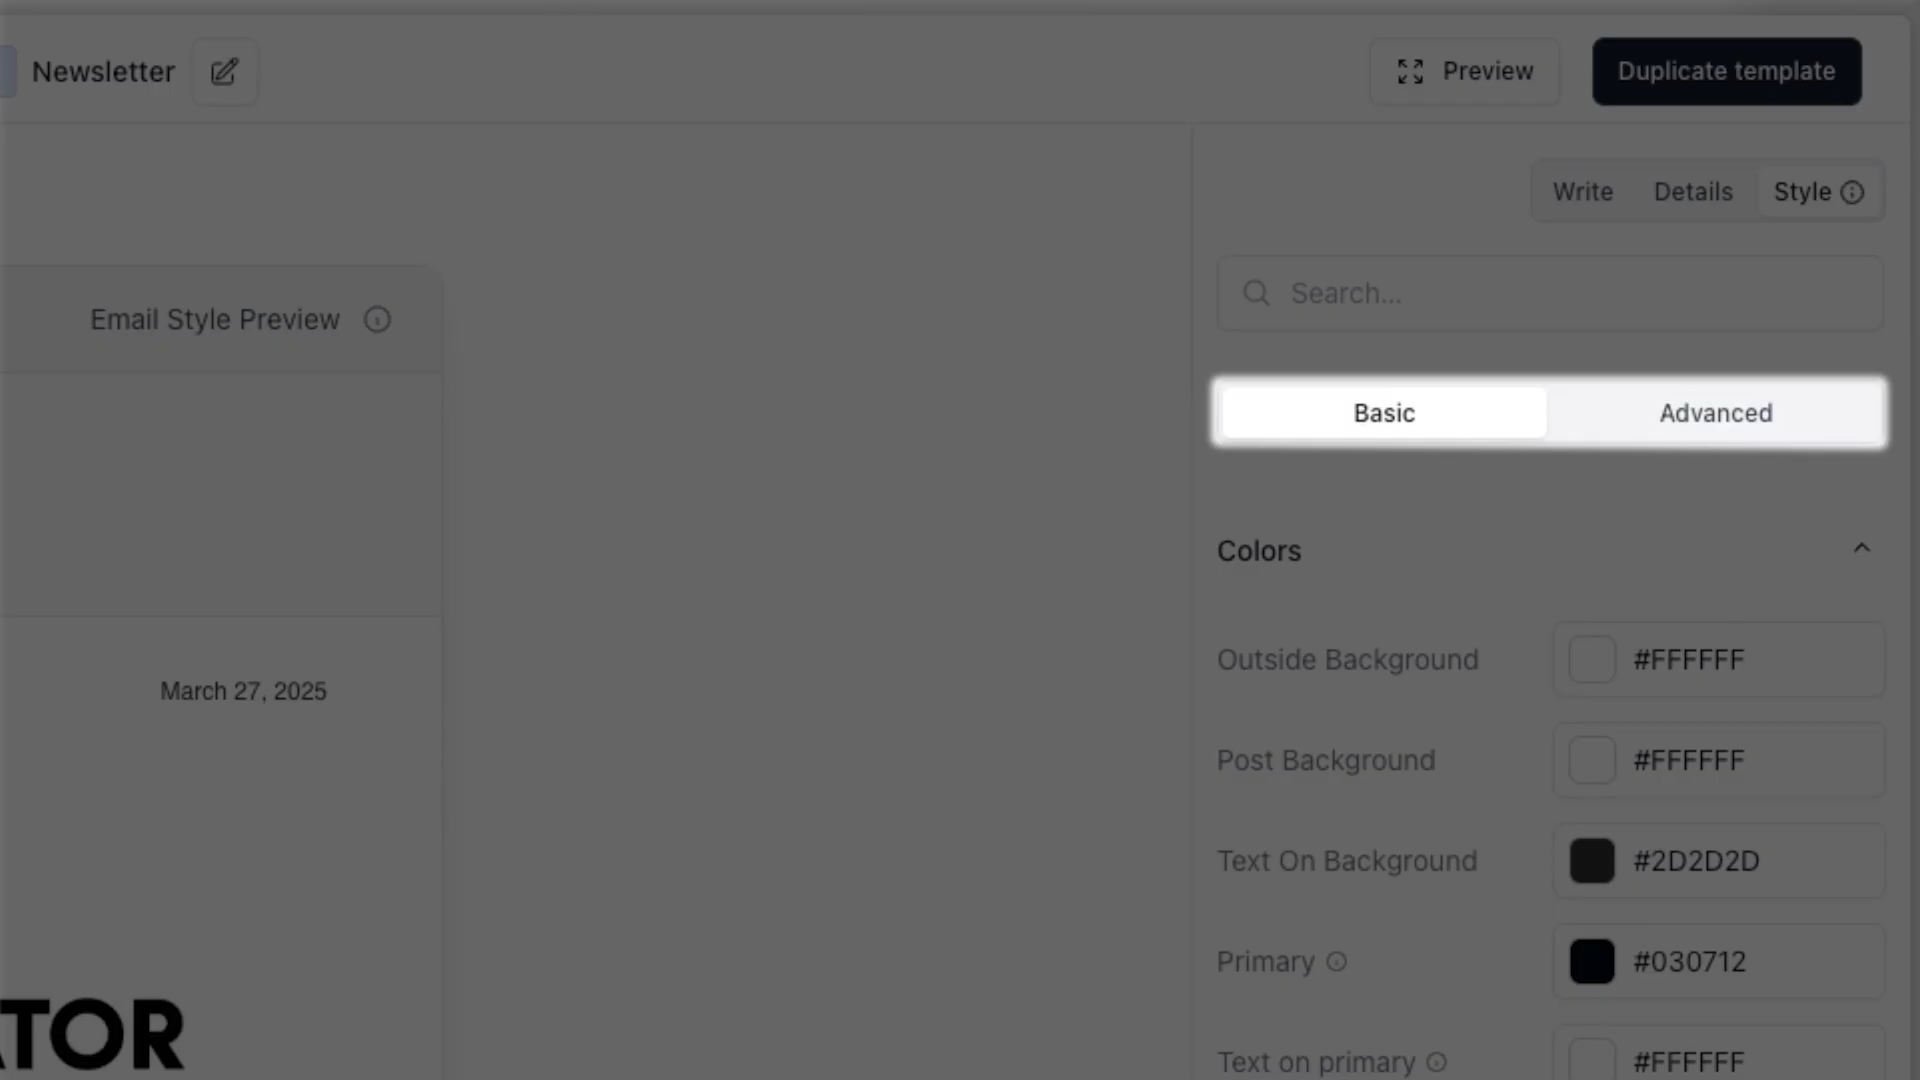 Newsletter
Preview
Duplicate template
Write
Details
Style
Search...
Email Style Preview
Basic
Advanced
Colors
Outside Background
#FFFFFF
March 27, 2025
Post Background
#FFFFFF
Text On Background
#2D2D2D
Primary
#030712
ATOR
Text on primary
#FFFFFF